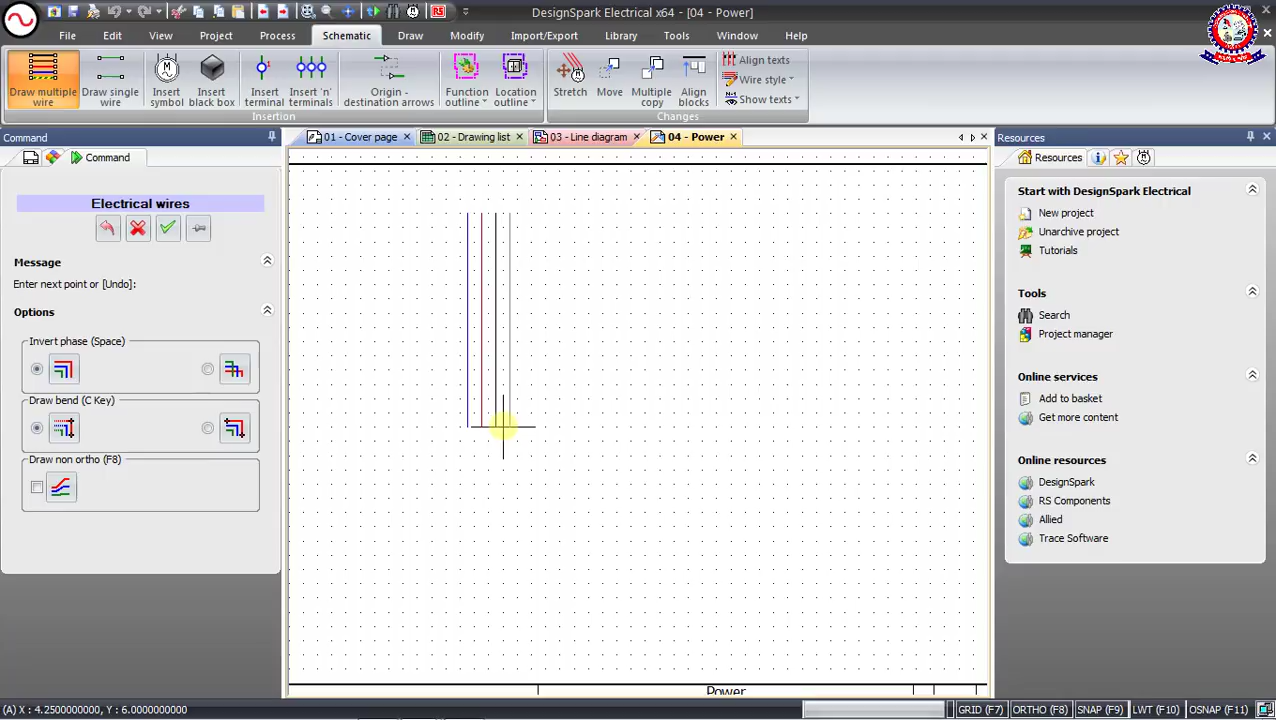 DesignSpark Electrical x64 - [04 - Power]
File Edit View Project Process Schematic Draw Modify Import/Export Library Tools Window Help
Draw multiple wire
Draw single wire
Insert symbol
Insert black box
Insert terminal
Insert 'n' terminals
Origin - destination arrows
Function outline
Location outline
Stretch
Move
Multiple copy
Align blocks
Align texts
Wire style
Show texts
Insertion
Changes
Command
01 - Cover page
02 - Drawing list
03 - Line diagram
04 - Power
Resources
Command
Resources
Electrical wires
Message
Enter next point or [Undo]:
Options
Invert phase (Space)
Draw bend (C Key)
Draw non ortho (F8)
Start with DesignSpark Electrical
New project
Unarchive project
Tutorials
Tools
Search
Project manager
Online services
Add to basket
Get more content
Online resources
DesignSpark
RS Components
Allied
Trace Software
Power
(A) X : 4.2500000000, Y : 6.0000000000
GRID (F7) ORTHO (F8) SNAP (F9) LWT (F10) OSNAP (F11)